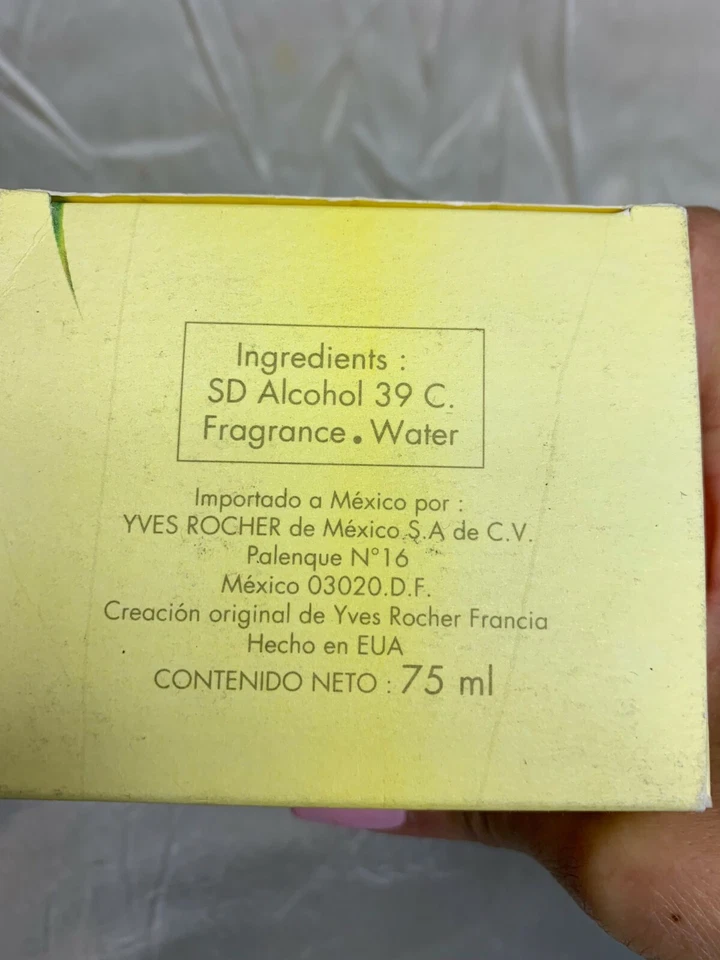 Ingredients :
SD Alcohol 39 C.
Fragrance . Water
Importado a México por :
YVES ROCHER de México.S.A de C.V.
Palenque N°16
México 03020.D.F.
Creación original de Yves Rocher Francia
Hecho en EUA
CONTENIDO NETO : 75 ml